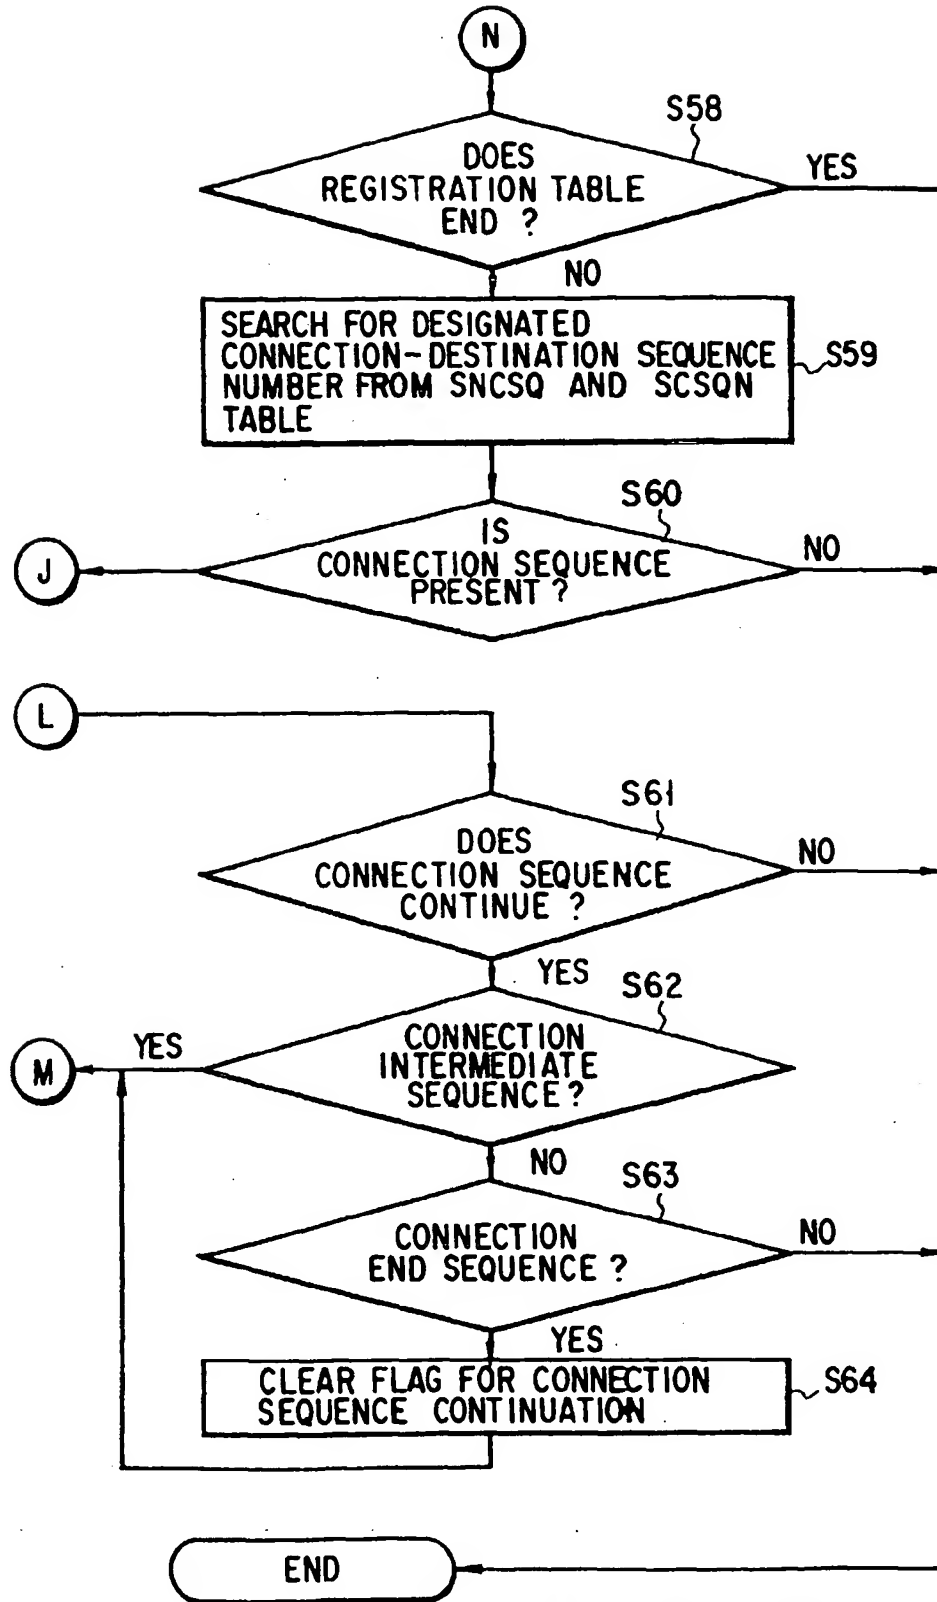 N
S58
DOES
REGISTRATION TABLE
END ?
YES
NO
SEARCH FOR DESIGNATED
CONNECTION-DESTINATION SEQUENCE
NUMBER FROM SNCSQ AND SCSQN
TABLE
S59
S60
IS
CONNECTION SEQUENCE
PRESENT ?
NO
J
L
S61
DOES
CONNECTION SEQUENCE
CONTINUE ?
NO
YES
S62
CONNECTION
INTERMEDIATE
SEQUENCE ?
YES
M
NO
S63
CONNECTION
END SEQUENCE ?
NO
YES
CLEAR FLAG FOR CONNECTION
SEQUENCE CONTINUATION
S64
END